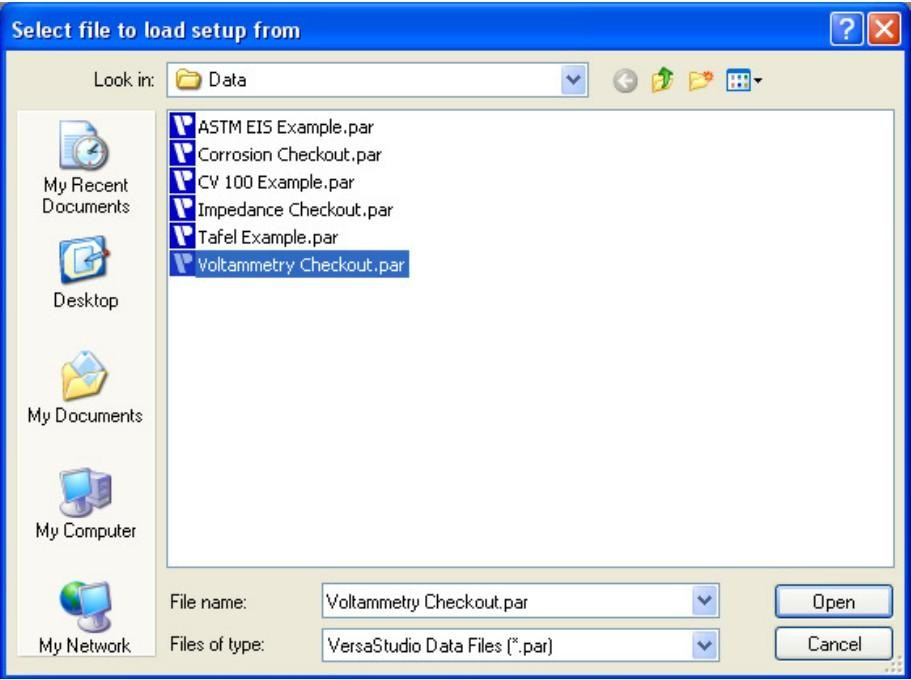 Select file to load setup from
Look in: Data
ASTM EIS Example.par
Corrosion Checkout.par
CV 100 Example.par
Impedance Checkout.par
Tafel Example.par
Voltammetry Checkout.par
My Recent
Documents
Desktop
My Documents
My Computer
My Network
File name: Voltammetry Checkout.par Open
Files of type: VersaStudio Data Files (*.par) Cancel